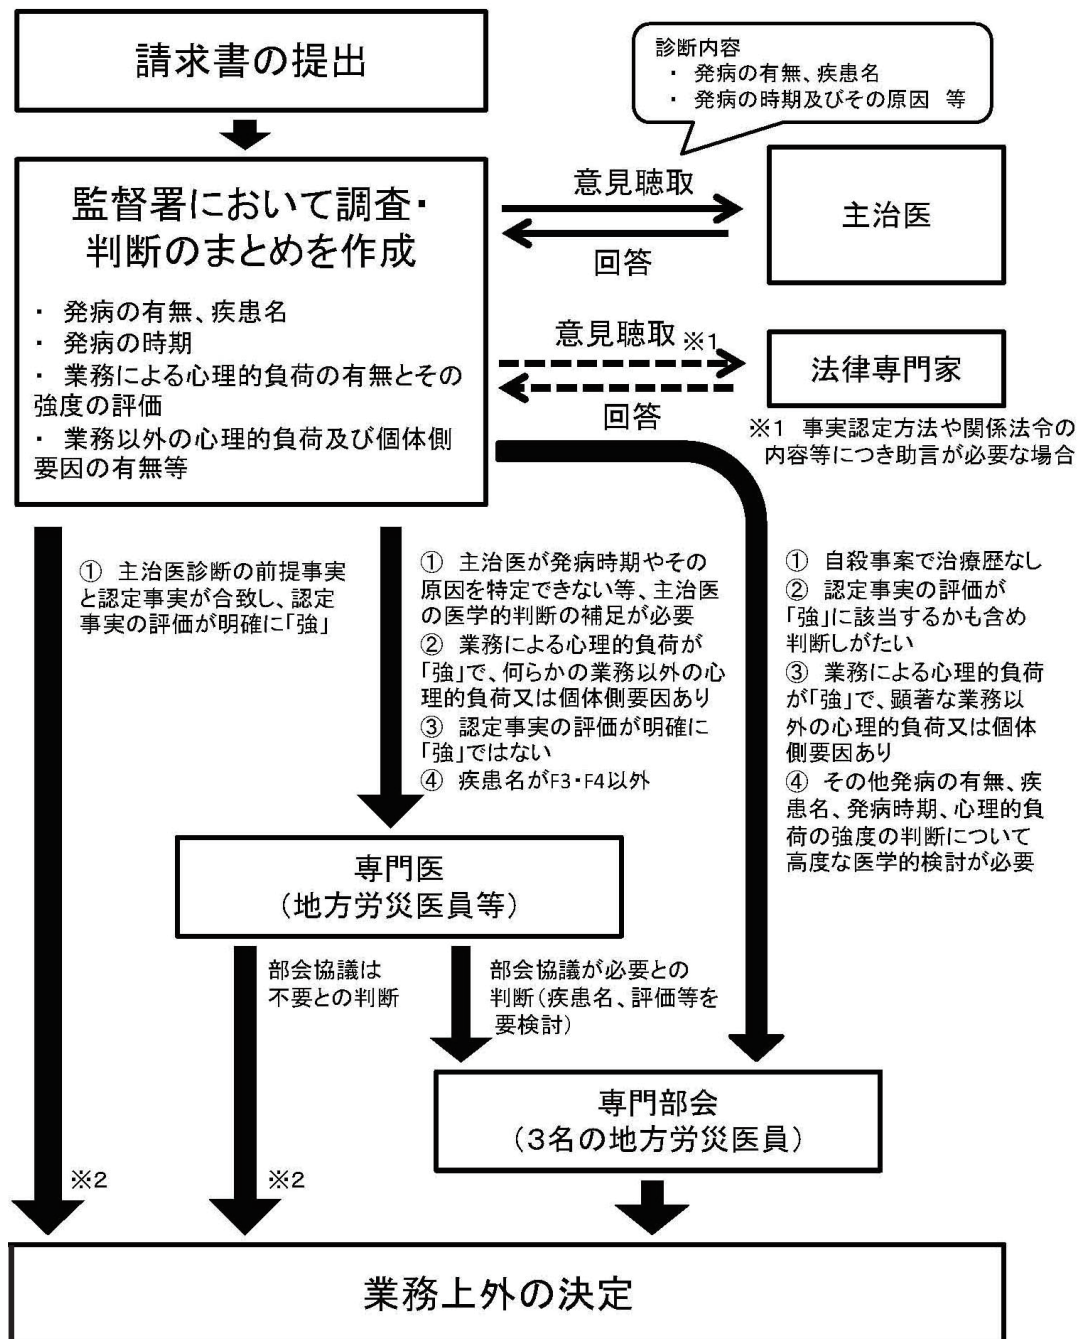 請求書の提出
診断内容
・ 発病の有無、疾患名
・ 発病の時期及びその原因 等
監督署において調査・
判断のまとめを作成
・ 発病の有無、疾患名
・ 発病の時期
・ 業務による心理的負荷の有無とその
強度の評価
・ 業務以外の心理的負荷及び個体側
要因の有無等
意見聴取
回答
主治医
意見聴取※1
回答
法律専門家
※1 事実認定方法や関係法令の
内容等につき助言が必要な場合
① 主治医診断の前提事実
と認定事実が合致し、認定
事実の評価が明確に「強」
① 主治医が発病時期やその
原因を特定できない等、主治医
の医学的判断の補足が必要
② 業務による心理的負荷が
「強」で、何らかの業務以外の心
理的負荷又は個体側要因あり
③ 認定事実の評価が明確に
「強」ではない
④ 疾患名がF3・F4以外
① 自殺事案で治療歴なし
② 認定事実の評価が
「強」に該当するかも含め
判断しがたい
③ 業務による心理的負荷
が「強」で、顕著な業務以
外の心理的負荷又は個体
側要因あり
④ その他発病の有無、疾
患名、発病時期、心理的負
荷の強度の判断について
高度な医学的検討が必要
専門医
（地方労災医員等）
部会協議は
不要との判断
部会協議が必要との
判断（疾患名、評価等を
要検討）
専門部会
（3名の地方労災医員）
※2
※2
業務上外の決定